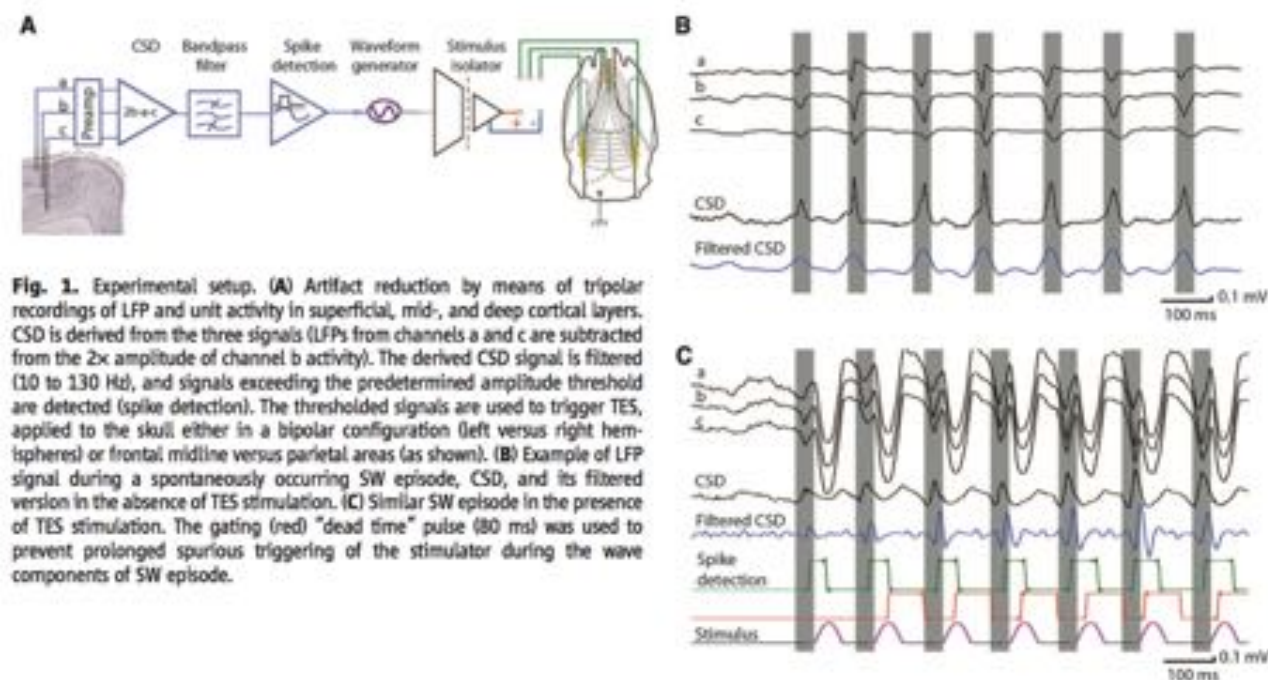 A
CSD
Bandpass
filter
Spike
detection
Waveform
generator
Stimulus
isolator
a
b
c
Preamp
2b-a-c
+
-
Fig. 1. Experimental setup. (A) Artifact reduction by means of tripolar
recordings of LFP and unit activity in superficial, mid-, and deep cortical layers.
CSD is derived from the three signals (LFPs from channels a and c are subtracted
from the 2× amplitude of channel b activity). The derived CSD signal is filtered
(10 to 130 Hz), and signals exceeding the predetermined amplitude threshold
are detected (spike detection). The thresholded signals are used to trigger TES,
applied to the skull either in a bipolar configuration (left versus right hem-
ispheres) or frontal midline versus parietal areas (as shown). (B) Example of LFP
signal during a spontaneously occurring SW episode, CSD, and its filtered
version in the absence of TES stimulation. (C) Similar SW episode in the presence
of TES stimulation. The gating (red) "dead time" pulse (80 ms) was used to
prevent prolonged spurious triggering of the stimulator during the wave
components of SW episode.
B
a
b
c
CSD
Filtered CSD
0.1 mV
100 ms
C
a
b
c
CSD
Filtered CSD
Spike
detection
Stimulus
0.1 mV
100 ms